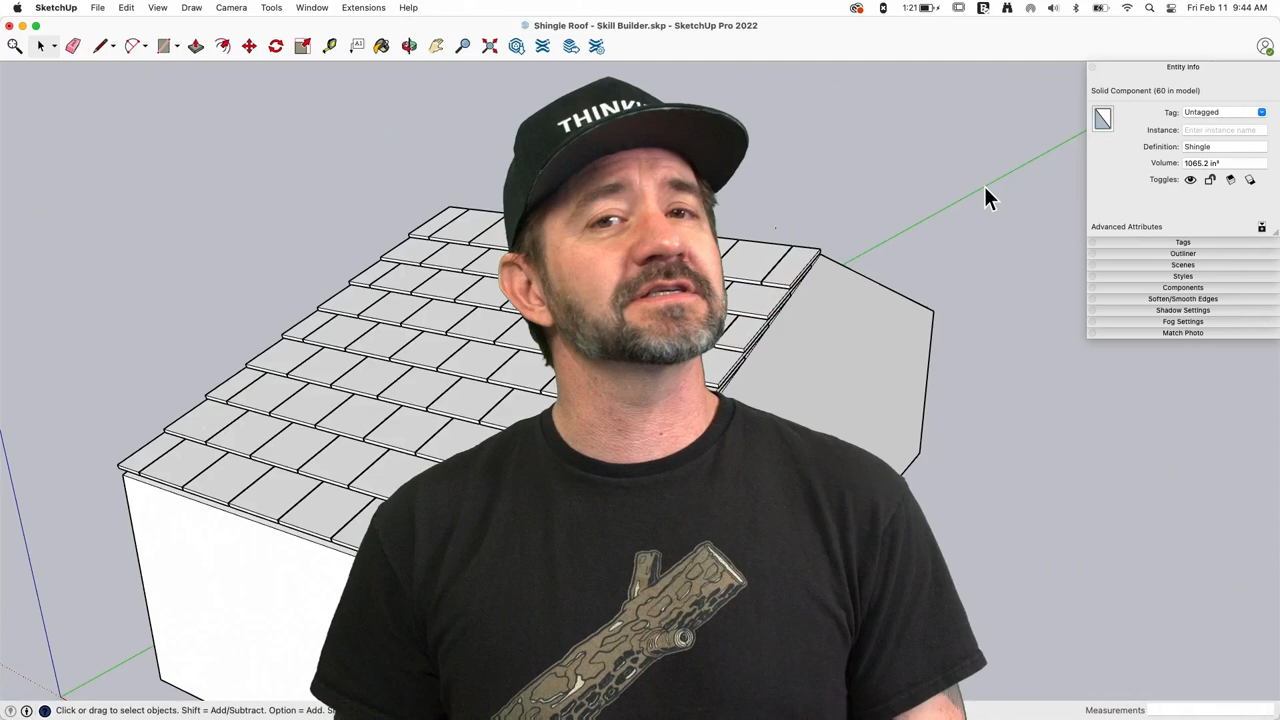 SketchUp File Edit View Draw Camera Tools Window Extensions Help 1:21 Fri Feb 11 9:44 AM
Shingle Roof - Skill Builder.skp - SketchUp Pro 2022
Entity Info
Solid Component (60 in model)
Tag: Untagged
Instance: Enter instance name
Definition: Shingle
Volume: 1065.2 in³
Toggles:
Advanced Attributes
Tags
Outliner
Scenes
Styles
Components
Soften/Smooth Edges
Shadow Settings
Fog Settings
Match Photo
THINK
Click or drag to select objects. Shift = Add/Subtract. Option = Add. S
Measurements